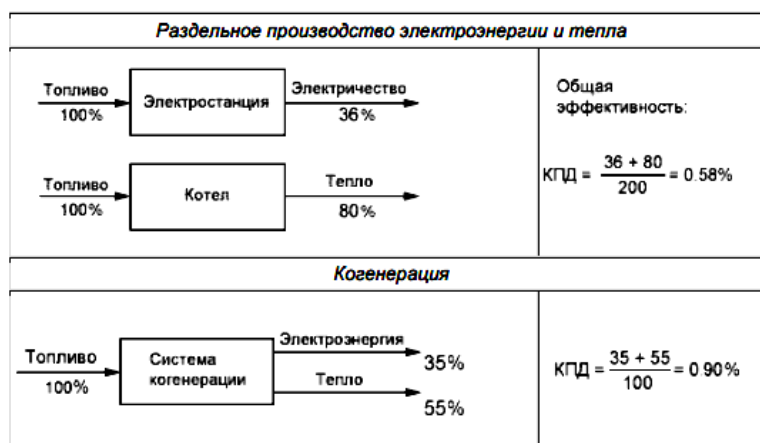 Раздельное производство электроэнергии и тепла
Топливо
100%
Электростанция
Электричество
36%
Топливо
100%
Котел
Тепло
80%
Общая
эффективность:
КПД = 36 + 80 / 200 = 0.58%
Когенерация
Топливо
100%
Система
когенерации
Электроэнергия
35%
Тепло
55%
КПД = 35 + 55 / 100 = 0.90%